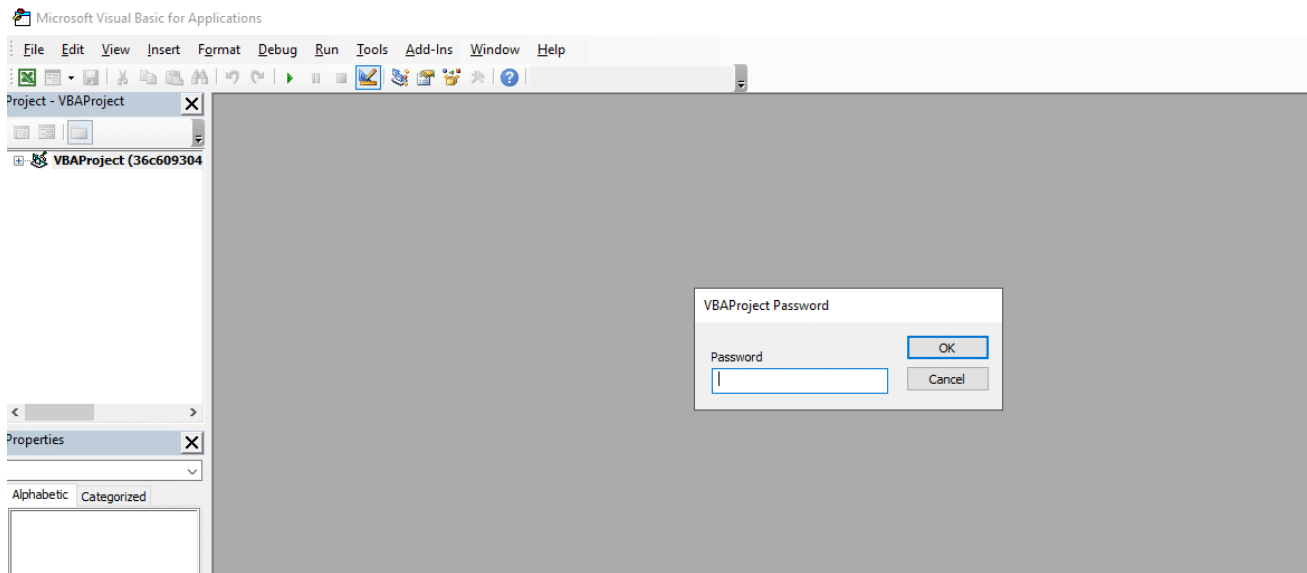 Microsoft Visual Basic for Applications
File Edit View Insert Format Debug Run Tools Add-Ins Window Help
Project - VBAProject
VBAProject (36c609304
VBAProject Password
Password
OK
Cancel
Properties
Alphabetic Categorized